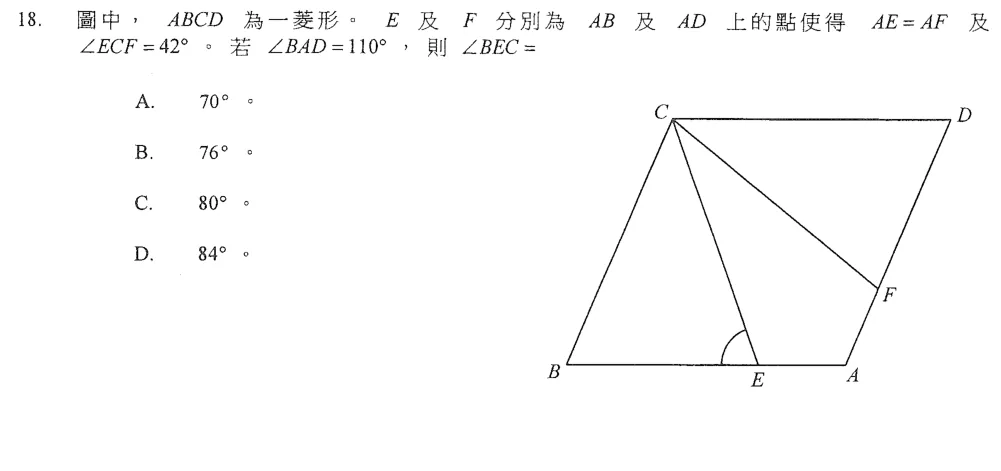 18. 圖中，ABCD 為一菱形。E 及 F 分別為 AB 及 AD 上的點使得 AE = AF 及
∠ECF = 42°。若 ∠BAD = 110°，則 ∠BEC =
A. 70°。
B. 76°。
C. 80°。
D. 84°。
C
D
F
B
E
A